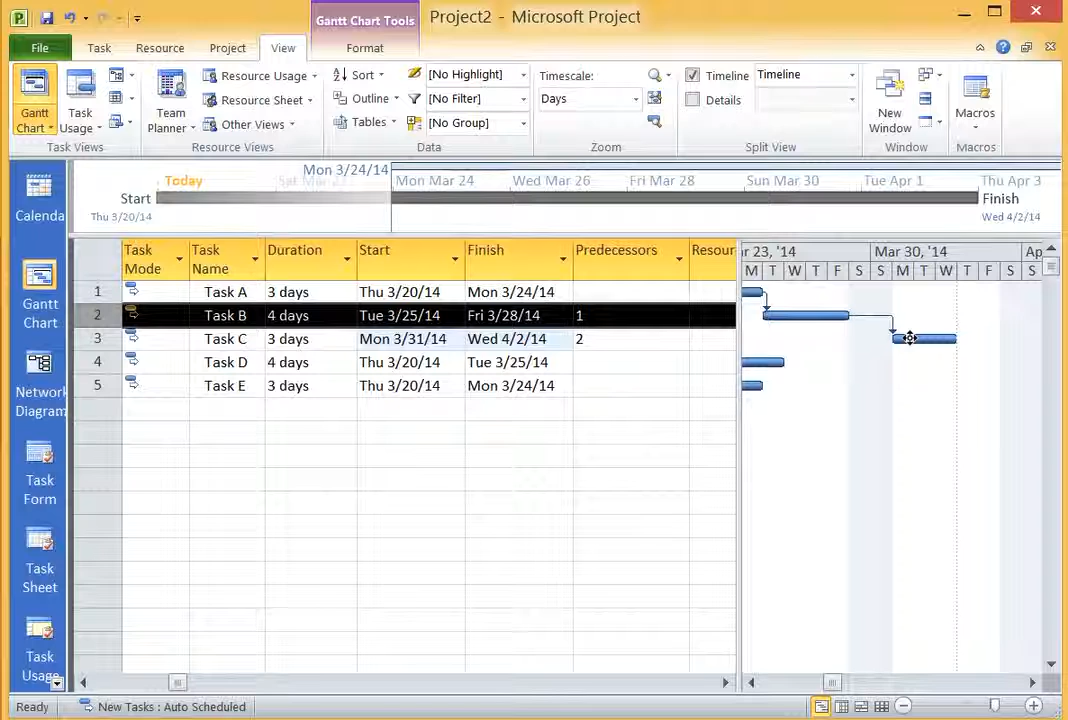 Gantt Chart Tools
Project2 - Microsoft Project
File Task Resource Project View Format
Gantt Chart
Task Usage
Team Planner
Resource Usage
Resource Sheet
Other Views
Sort
Outline
Tables
[No Highlight]
[No Filter]
[No Group]
Timescale:
Days
Timeline
Timeline
Details
New Window
Macros
Task Views Resource Views Data Zoom Split View Window Macros
Mon 3/24/14
Today Sat Mar 22 Mon Mar 24 Wed Mar 26 Fri Mar 28 Sun Mar 30 Tue Apr 1 Thu Apr 3
Start
Thu 3/20/14
Finish
Wed 4/2/14
Calenda
Gantt Chart
Network Diagram
Task Form
Task Sheet
Task Usag
Task Mode Task Name Duration Start Finish Predecessors Resour
1 Task A 3 days Thu 3/20/14 Mon 3/24/14
2 Task B 4 days Tue 3/25/14 Fri 3/28/14 1
3 Task C 3 days Mon 3/31/14 Wed 4/2/14 2
4 Task D 4 days Thu 3/20/14 Tue 3/25/14
5 Task E 3 days Thu 3/20/14 Mon 3/24/14
r 23, '14 Mar 30, '14 Ap
M T W T F S S M T W T F S S
Ready New Tasks : Auto Scheduled